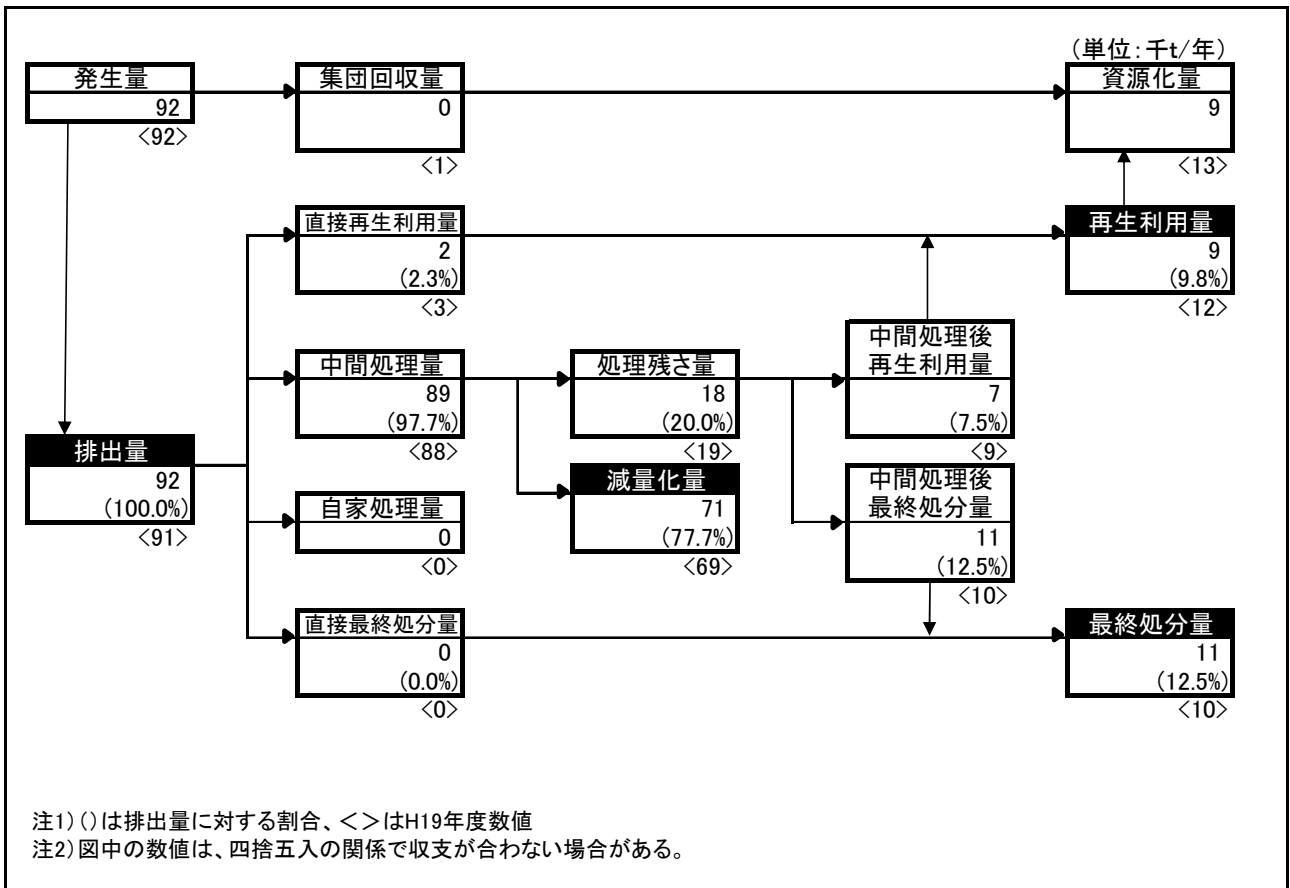 (単位:千t/年)
発生量
92
<92>
集団回収量
0
<1>
資源化量
9
<13>
直接再生利用量
2
(2.3%)
<3>
再生利用量
9
(9.8%)
<12>
中間処理量
89
(97.7%)
<88>
処理残さ量
18
(20.0%)
<19>
中間処理後
再生利用量
7
(7.5%)
<9>
排出量
92
(100.0%)
<91>
減量化量
71
(77.7%)
<69>
中間処理後
最終処分量
11
(12.5%)
<10>
自家処理量
0
<0>
直接最終処分量
0
(0.0%)
<0>
最終処分量
11
(12.5%)
<10>
注1)()は排出量に対する割合、<>はH19年度数値
注2)図中の数値は、四捨五入の関係で収支が合わない場合がある。